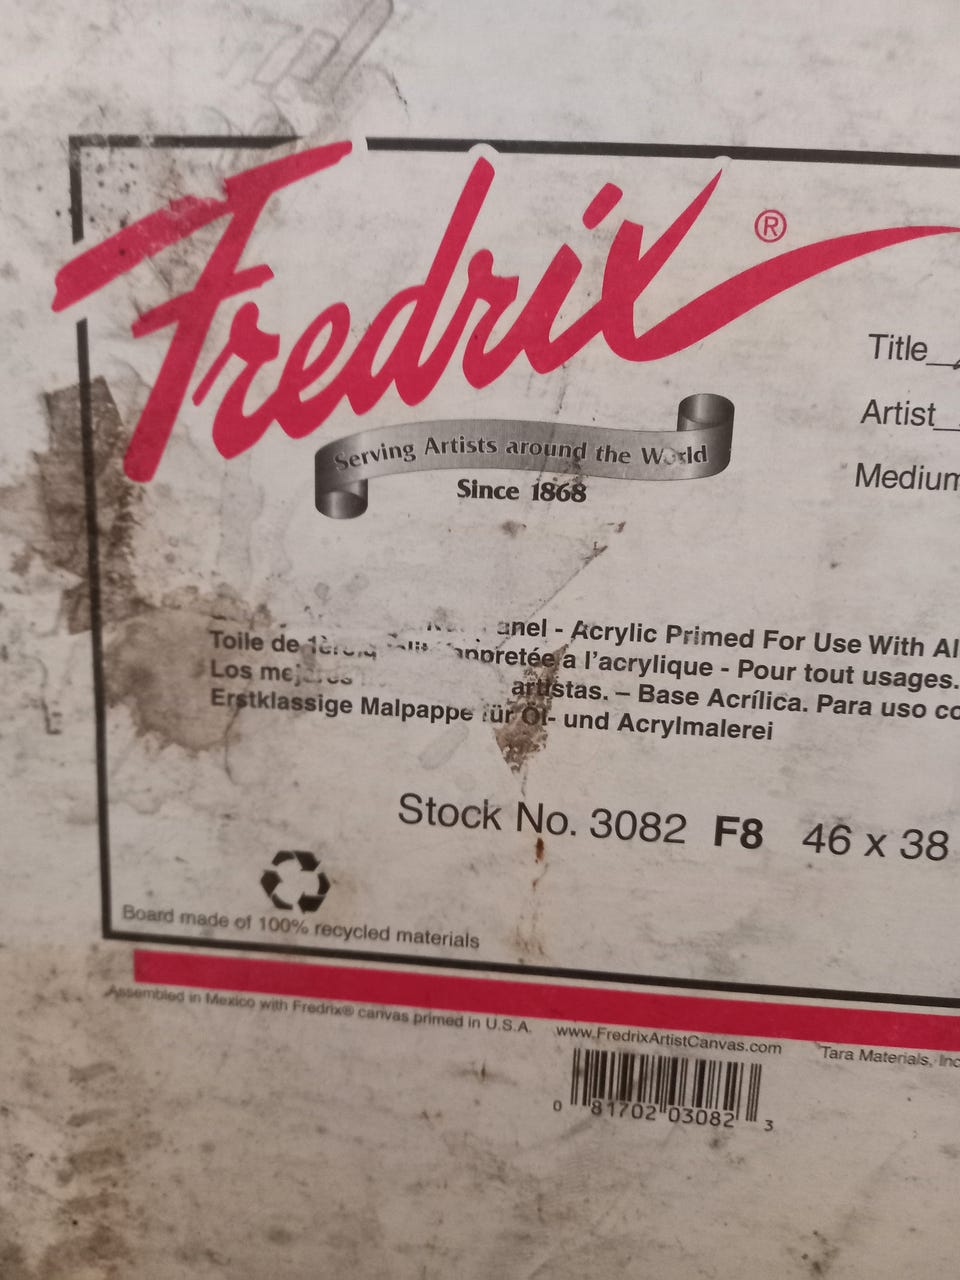 Fredrix®
Serving Artists around the World
Since 1868
Title
Artist
Medium
anel - Acrylic Primed For Use With Al
Toile de 1ère appretée a l'acrylique - Pour tout usages.
Los mejores artistas. – Base Acrílica. Para uso co
Erstklassige Malpappe für Öl- und Acrylmalerei
Stock No. 3082 F8 46 x 38
Board made of 100% recycled materials
Assembled in Mexico with Fredrix® canvas primed in U.S.A. www.FredrixArtistCanvas.com Tara Materials, Inc
0 81702 03082 3